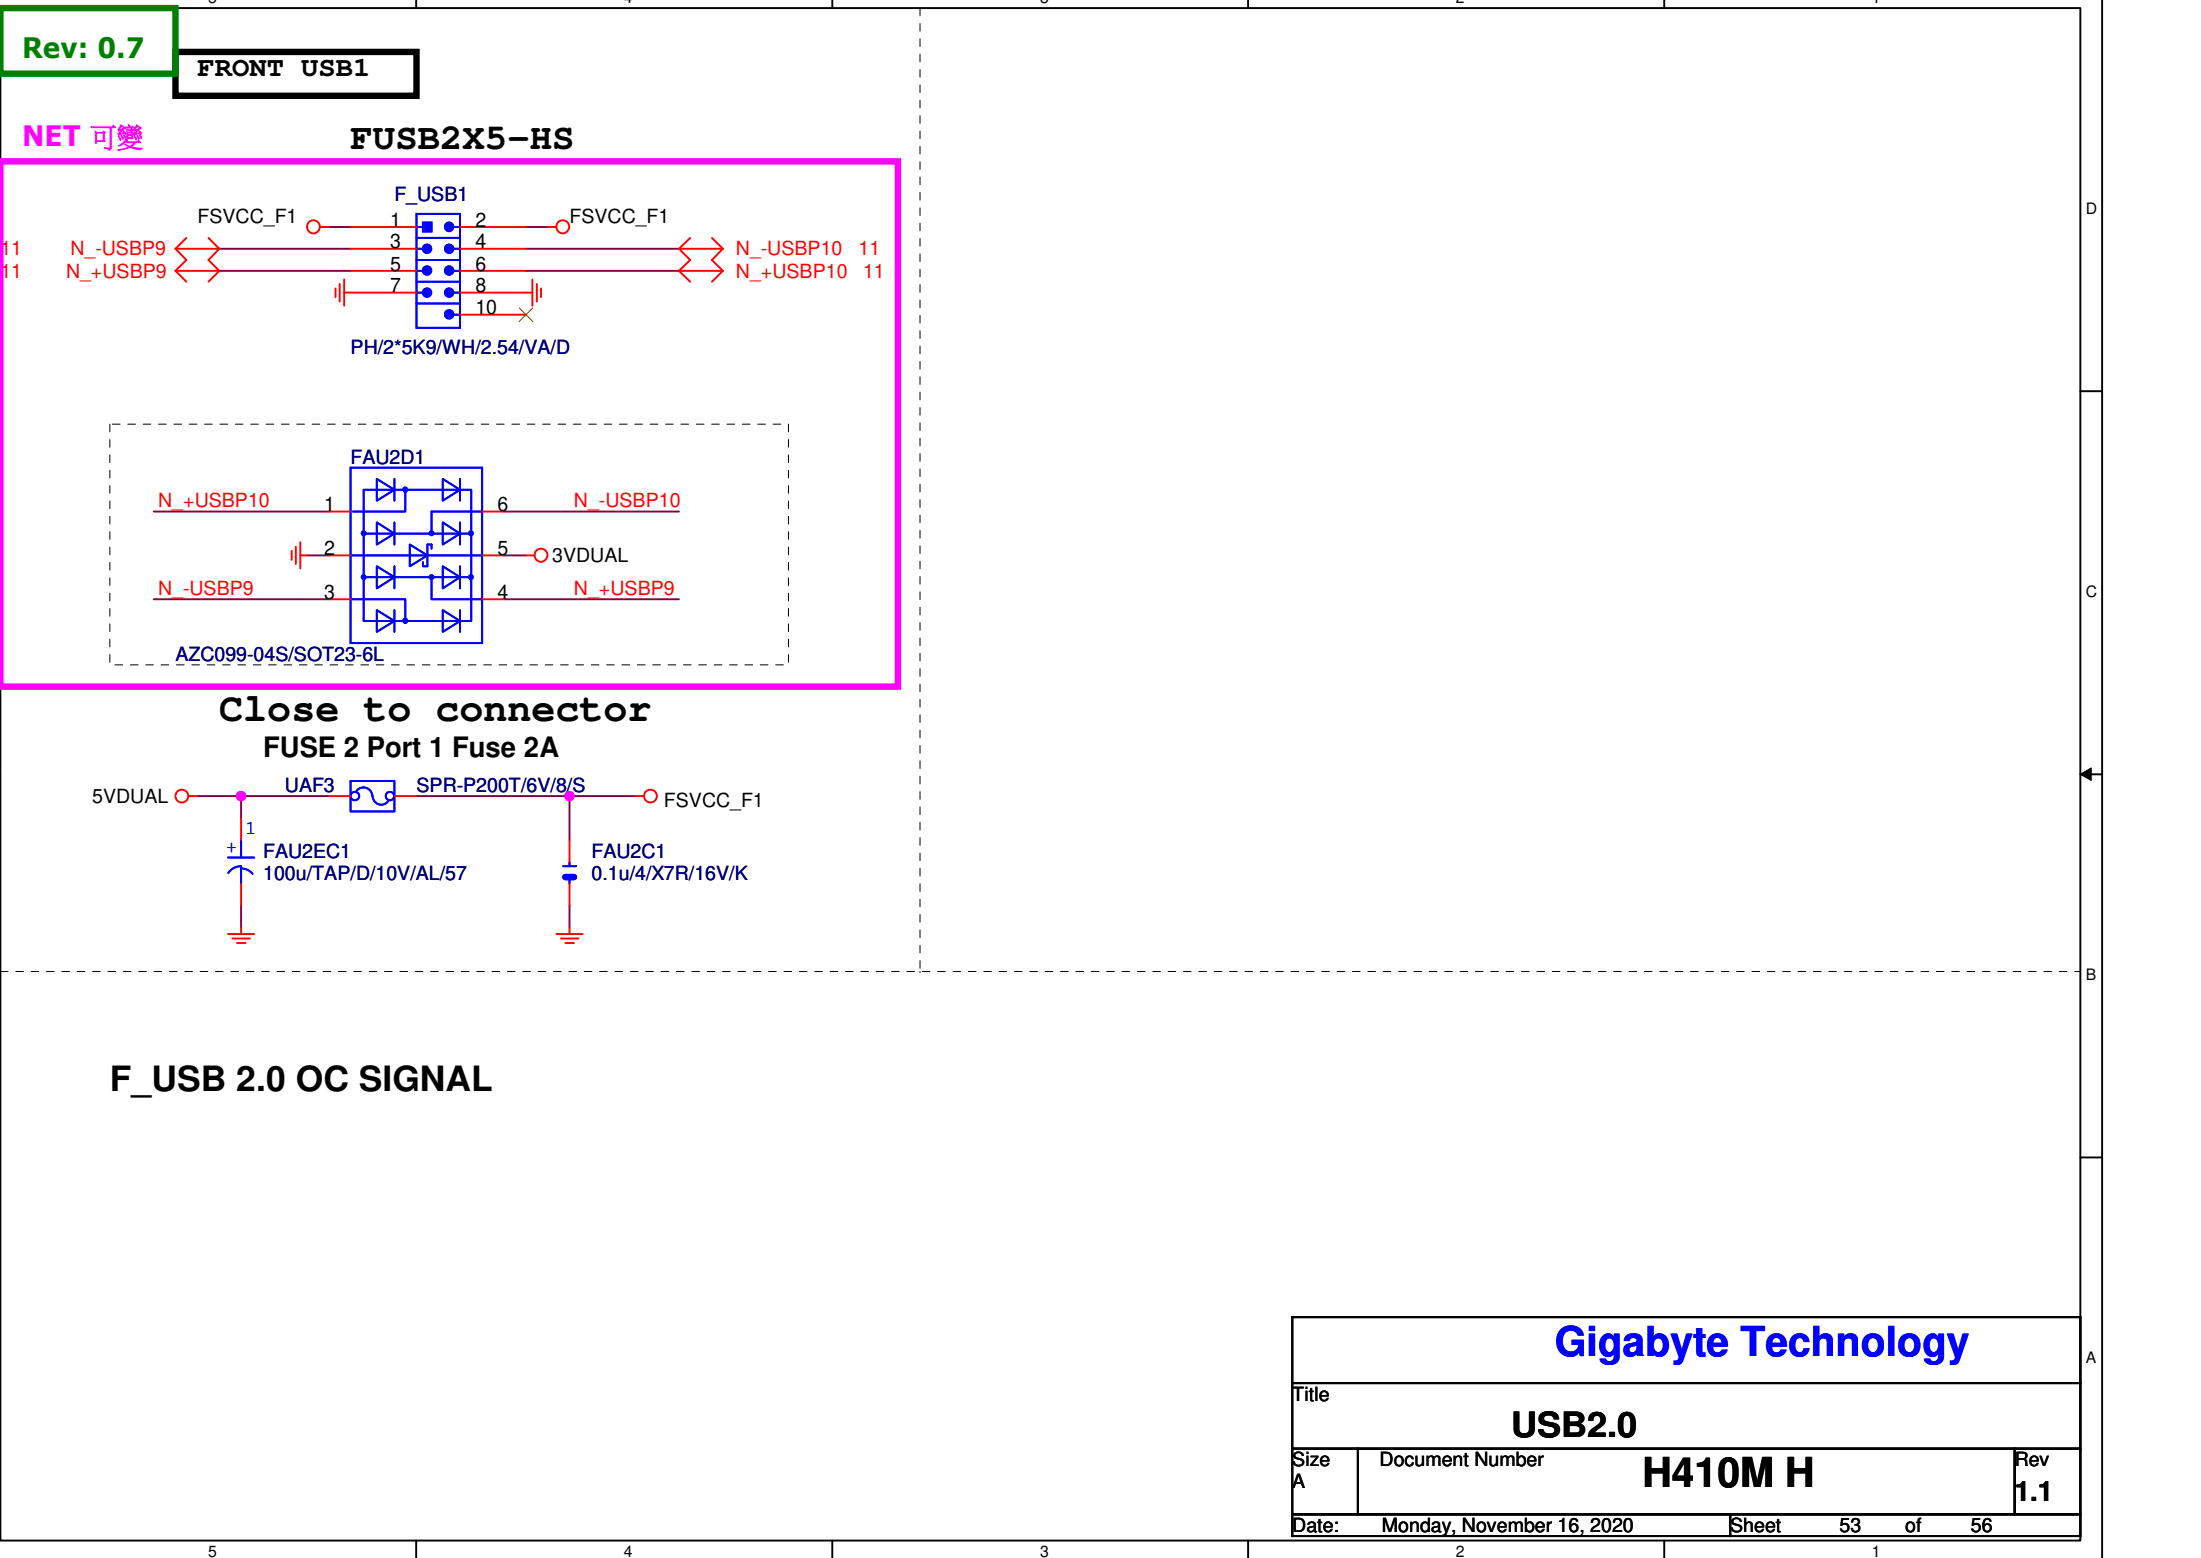 5 4 3 2 1
Rev: 0.7
FRONT USB1
NET 可變
FUSB2X5-HS
F_USB1
FSVCC_F1 1 2 FSVCC_F1
11 N_-USBP9 3 4 N_-USBP10 11
11 N_+USBP9 5 6 N_+USBP10 11
7 8
10
PH/2*5K9/WH/2.54/VA/D
D
FAU2D1
N_+USBP10 1 6 N_-USBP10
2 5 3VDUAL
N_-USBP9 3 4 N_+USBP9
AZC099-04S/SOT23-6L
C
Close to connector
FUSE 2 Port 1 Fuse 2A
5VDUAL UAF3 SPR-P200T/6V/8/S FSVCC_F1
1
+ FAU2EC1 FAU2C1
100u/TAP/D/10V/AL/57 0.1u/4/X7R/16V/K
B
F_USB 2.0 OC SIGNAL
Gigabyte Technology
A
Title
USB2.0
Size Document Number H410M H Rev
A 1.1
Date: Monday, November 16, 2020 Sheet 53 of 56
5 4 3 2 1